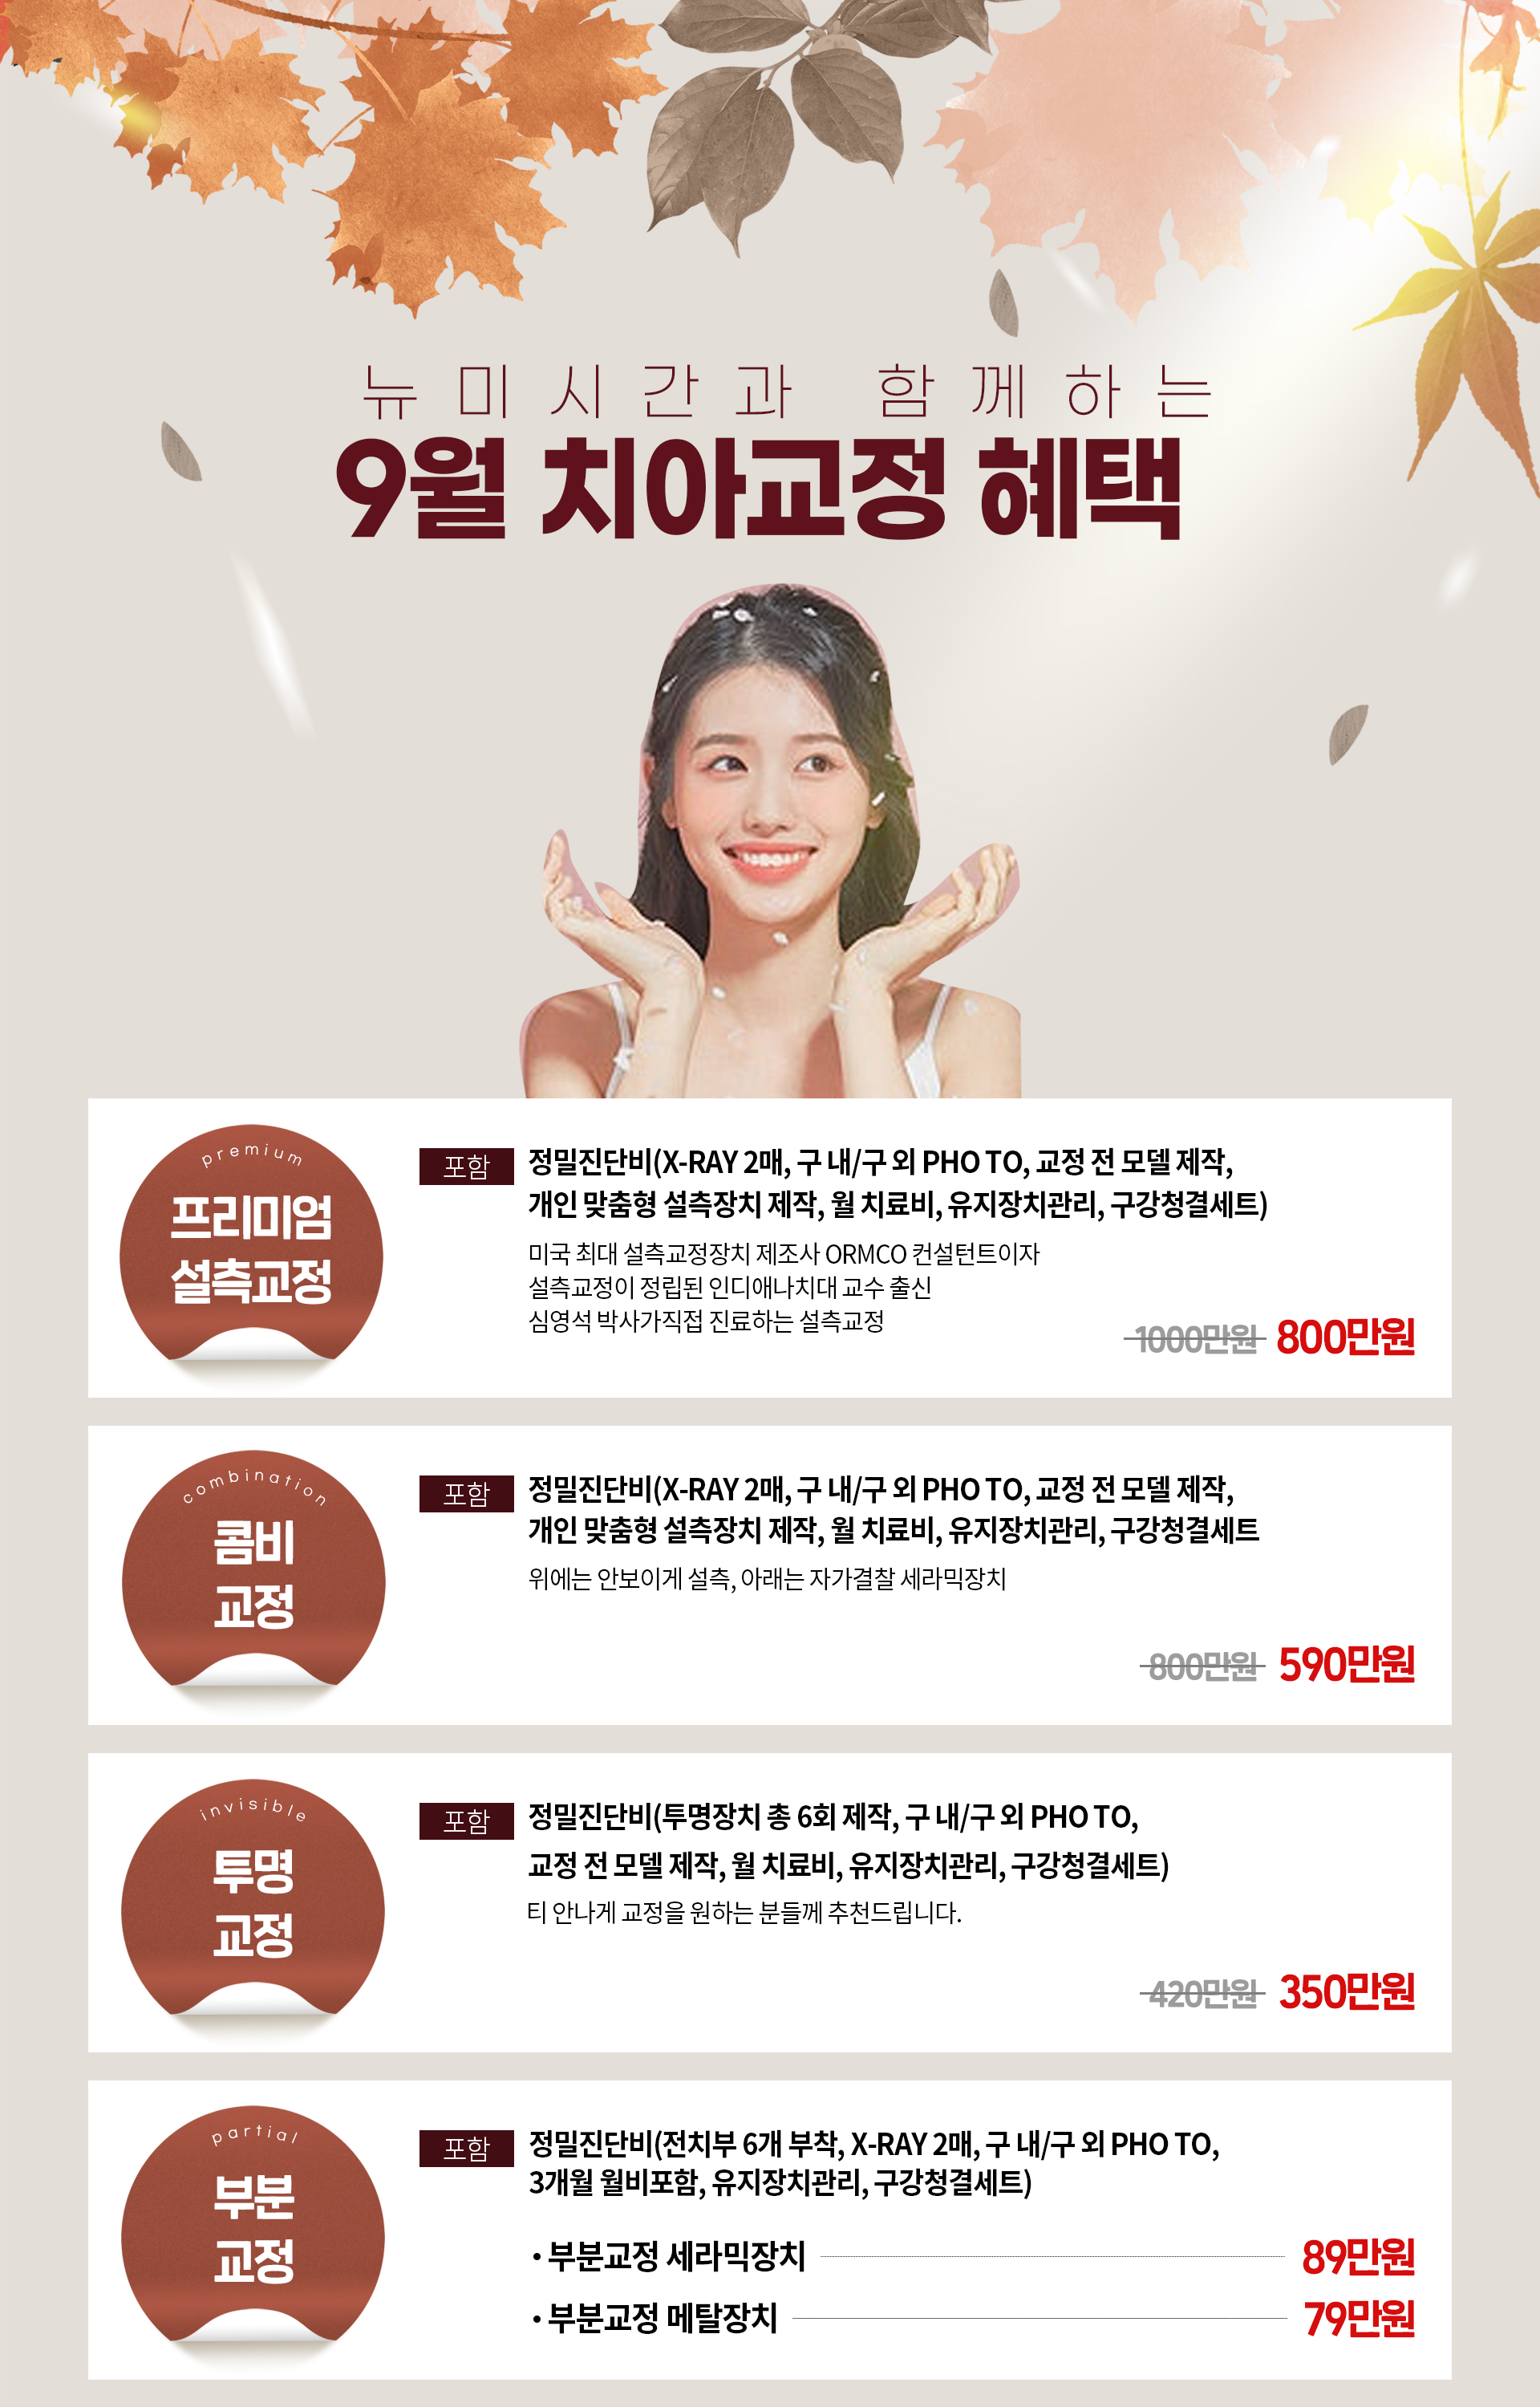 뉴미시간과 함께하는
9월 치아교정 혜택
premium
프리미엄
설측교정
포함
정밀진단비(X-RAY 2매, 구 내/구 외 PHO TO, 교정 전 모델 제작,
개인 맞춤형 설측장치 제작, 월 치료비, 유지장치관리, 구강청결세트)
미국 최대 설측교정장치 제조사 ORMCO 컨설턴트이자
설측교정이 정립된 인디애나치대 교수 출신
심영석 박사가직접 진료하는 설측교정
1000만원 800만원
combination
콤비
교정
포함
정밀진단비(X-RAY 2매, 구 내/구 외 PHO TO, 교정 전 모델 제작,
개인 맞춤형 설측장치 제작, 월 치료비, 유지장치관리, 구강청결세트
위에는 안보이게 설측, 아래는 자가결찰 세라믹장치
800만원 590만원
invisible
투명
교정
포함
정밀진단비(투명장치 총 6회 제작, 구 내/구 외 PHO TO,
교정 전 모델 제작, 월 치료비, 유지장치관리, 구강청결세트)
티 안나게 교정을 원하는 분들께 추천드립니다.
420만원 350만원
partial
부분
교정
포함
정밀진단비(전치부 6개 부착, X-RAY 2매, 구 내/구 외 PHO TO,
3개월 월비포함, 유지장치관리, 구강청결세트)
• 부분교정 세라믹장치 89만원
• 부분교정 메탈장치 79만원